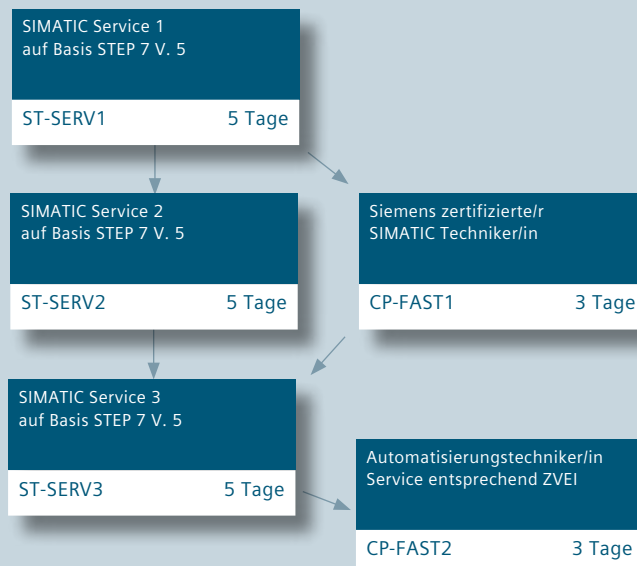 SIMATIC Service 1
auf Basis STEP 7 V. 5
ST-SERV1 5 Tage
SIMATIC Service 2
auf Basis STEP 7 V. 5
ST-SERV2 5 Tage
Siemens zertifizierte/r
SIMATIC Techniker/in
CP-FAST1 3 Tage
SIMATIC Service 3
auf Basis STEP 7 V. 5
ST-SERV3 5 Tage
Automatisierungstechniker/in
Service entsprechend ZVEI
CP-FAST2 3 Tage